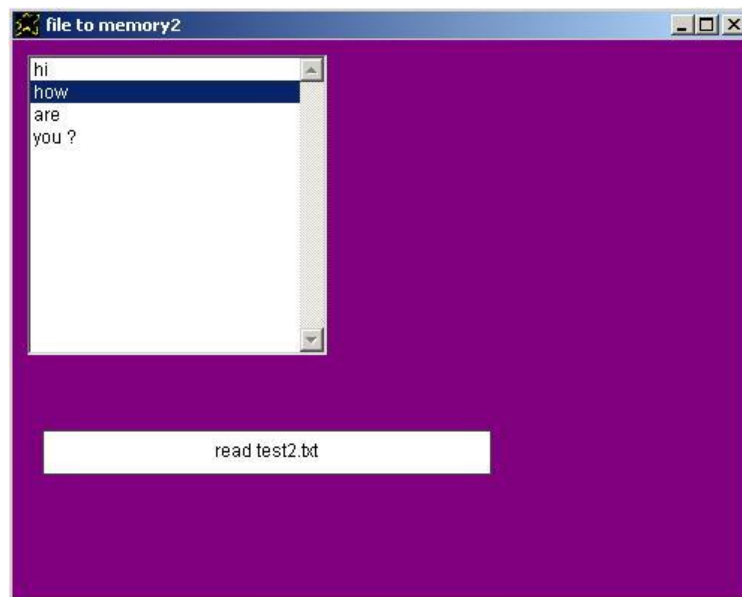 file to memory2
hi
how
are
you ?
read test2.txt